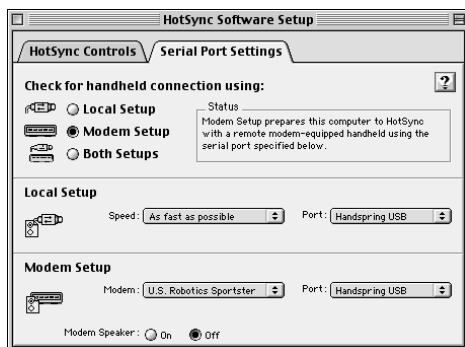 HotSync Software Setup
HotSync Controls
Serial Port Settings
Check for handheld connection using:
?
Local Setup
Modem Setup
Both Setups
Status
Modem Setup prepares this computer to HotSync
with a remote modem-equipped handheld using the
serial port specified below.
Local Setup
Speed: As fast as possible
Port: Handspring USB
Modem Setup
Modem: U.S. Robotics Sportster
Port: Handspring USB
Modem Speaker: On Off